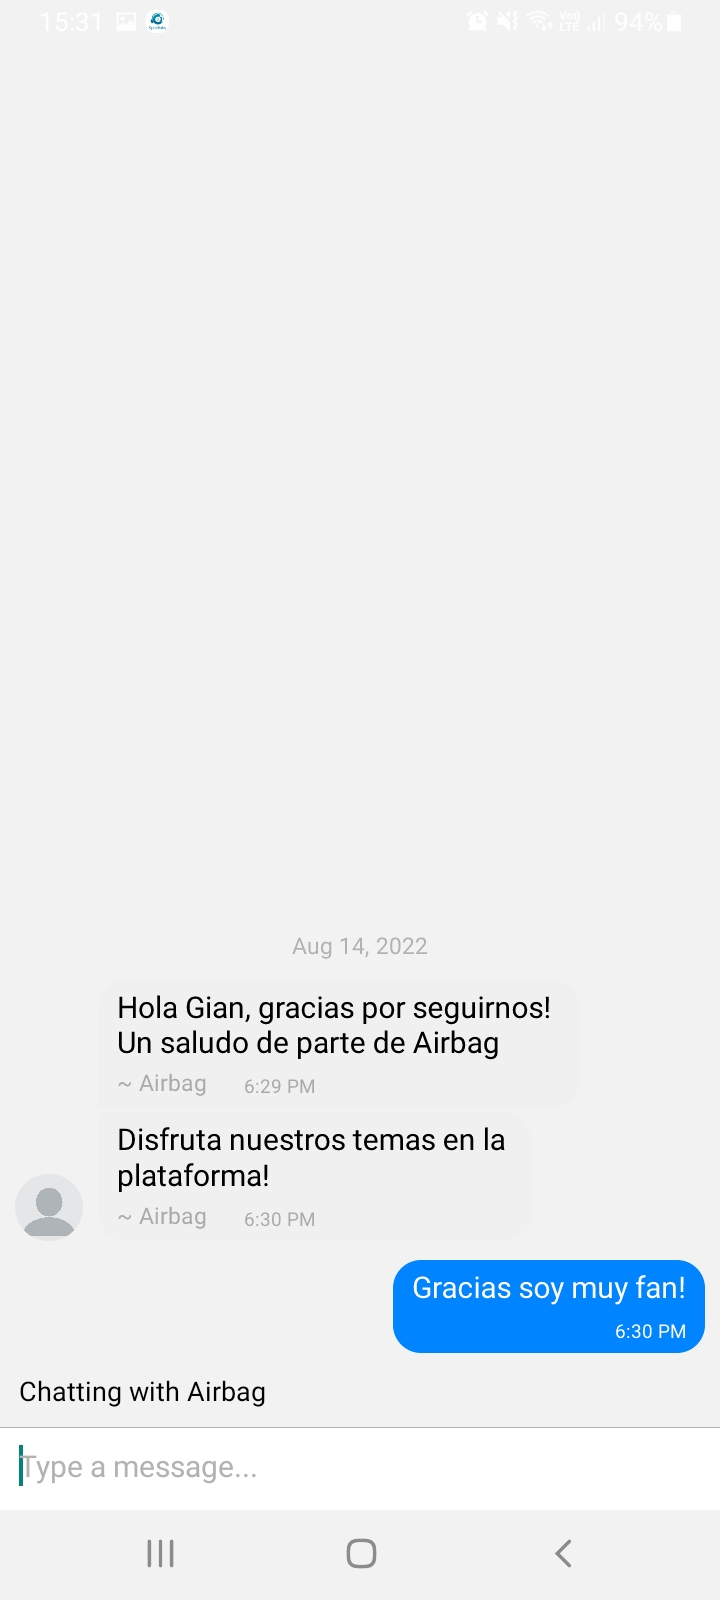 15:31
Vo)) LTE 94%
Aug 14, 2022
Hola Gian, gracias por seguirnos!
Un saludo de parte de Airbag
~ Airbag 6:29 PM
Disfruta nuestros temas en la
plataforma!
~ Airbag 6:30 PM
Gracias soy muy fan!
6:30 PM
Chatting with Airbag
Type a message...